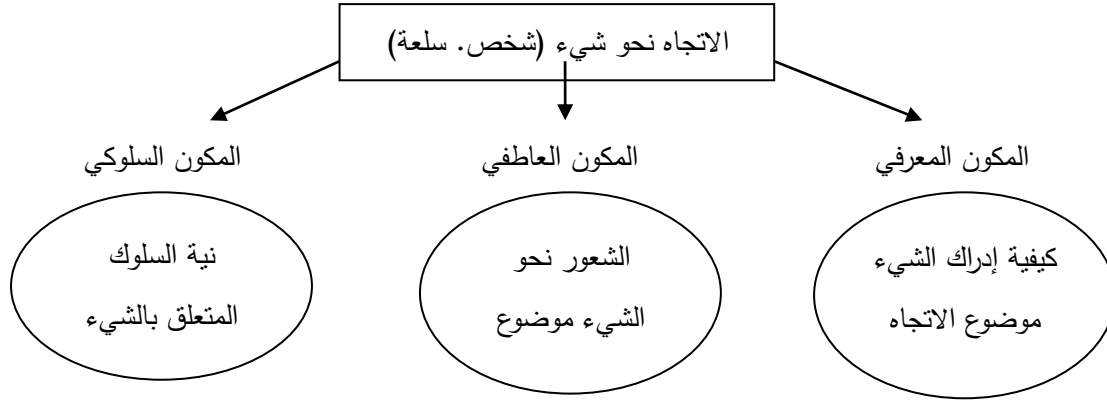 الاتجاه نحو شيء (شخص. سلعة)
المكون المعرفي
المكون العاطفي
المكون السلوكي
كيفية إدراك الشيء
موضوع الاتجاه
الشعور نحو
الشيء موضوع
نية السلوك
المتعلق بالشيء